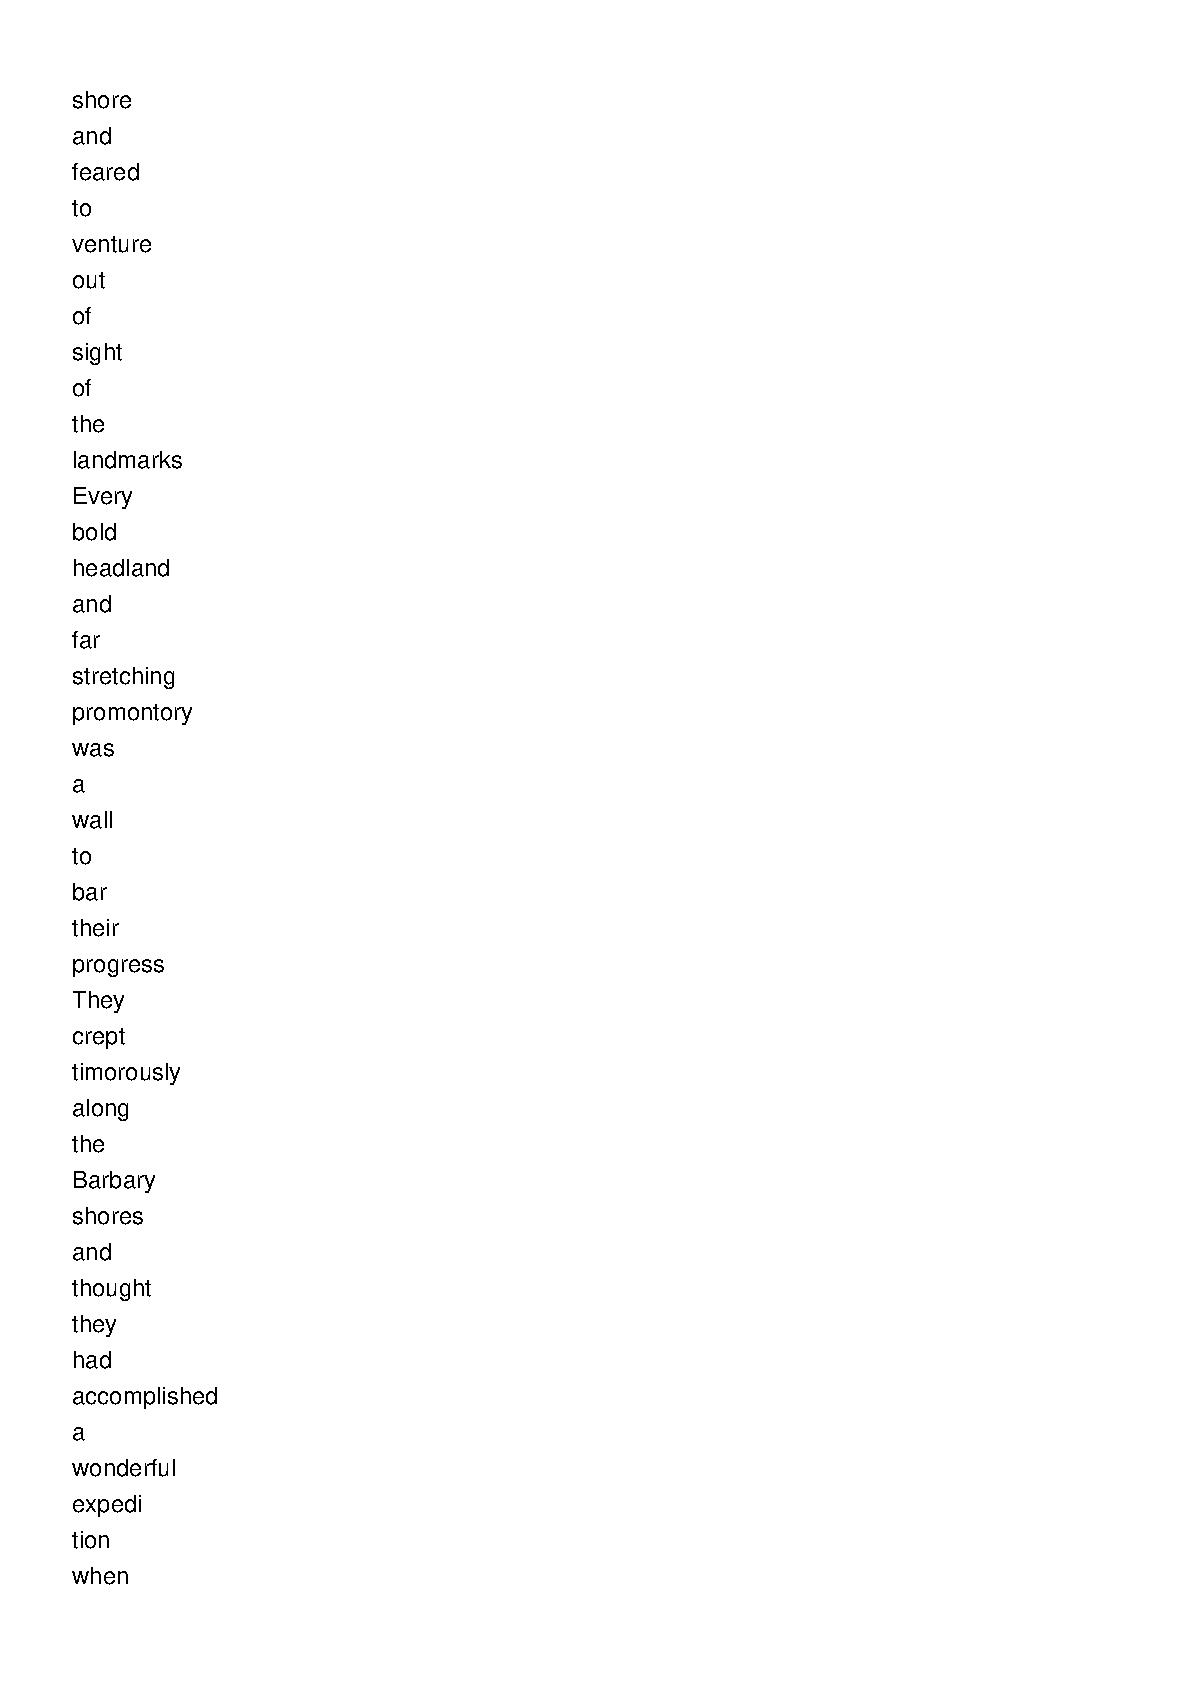 shore
and
feared
to
venture
out
of
sight
of
the
landmarks
Every
bold
headland
and
far
stretching
promontory
was
a
wall
to
bar
their
progress
They
crept
timorously
along
the
Barbary
shores
and
thought
they
had
accomplished
a
wonderful
expedi
tion
when